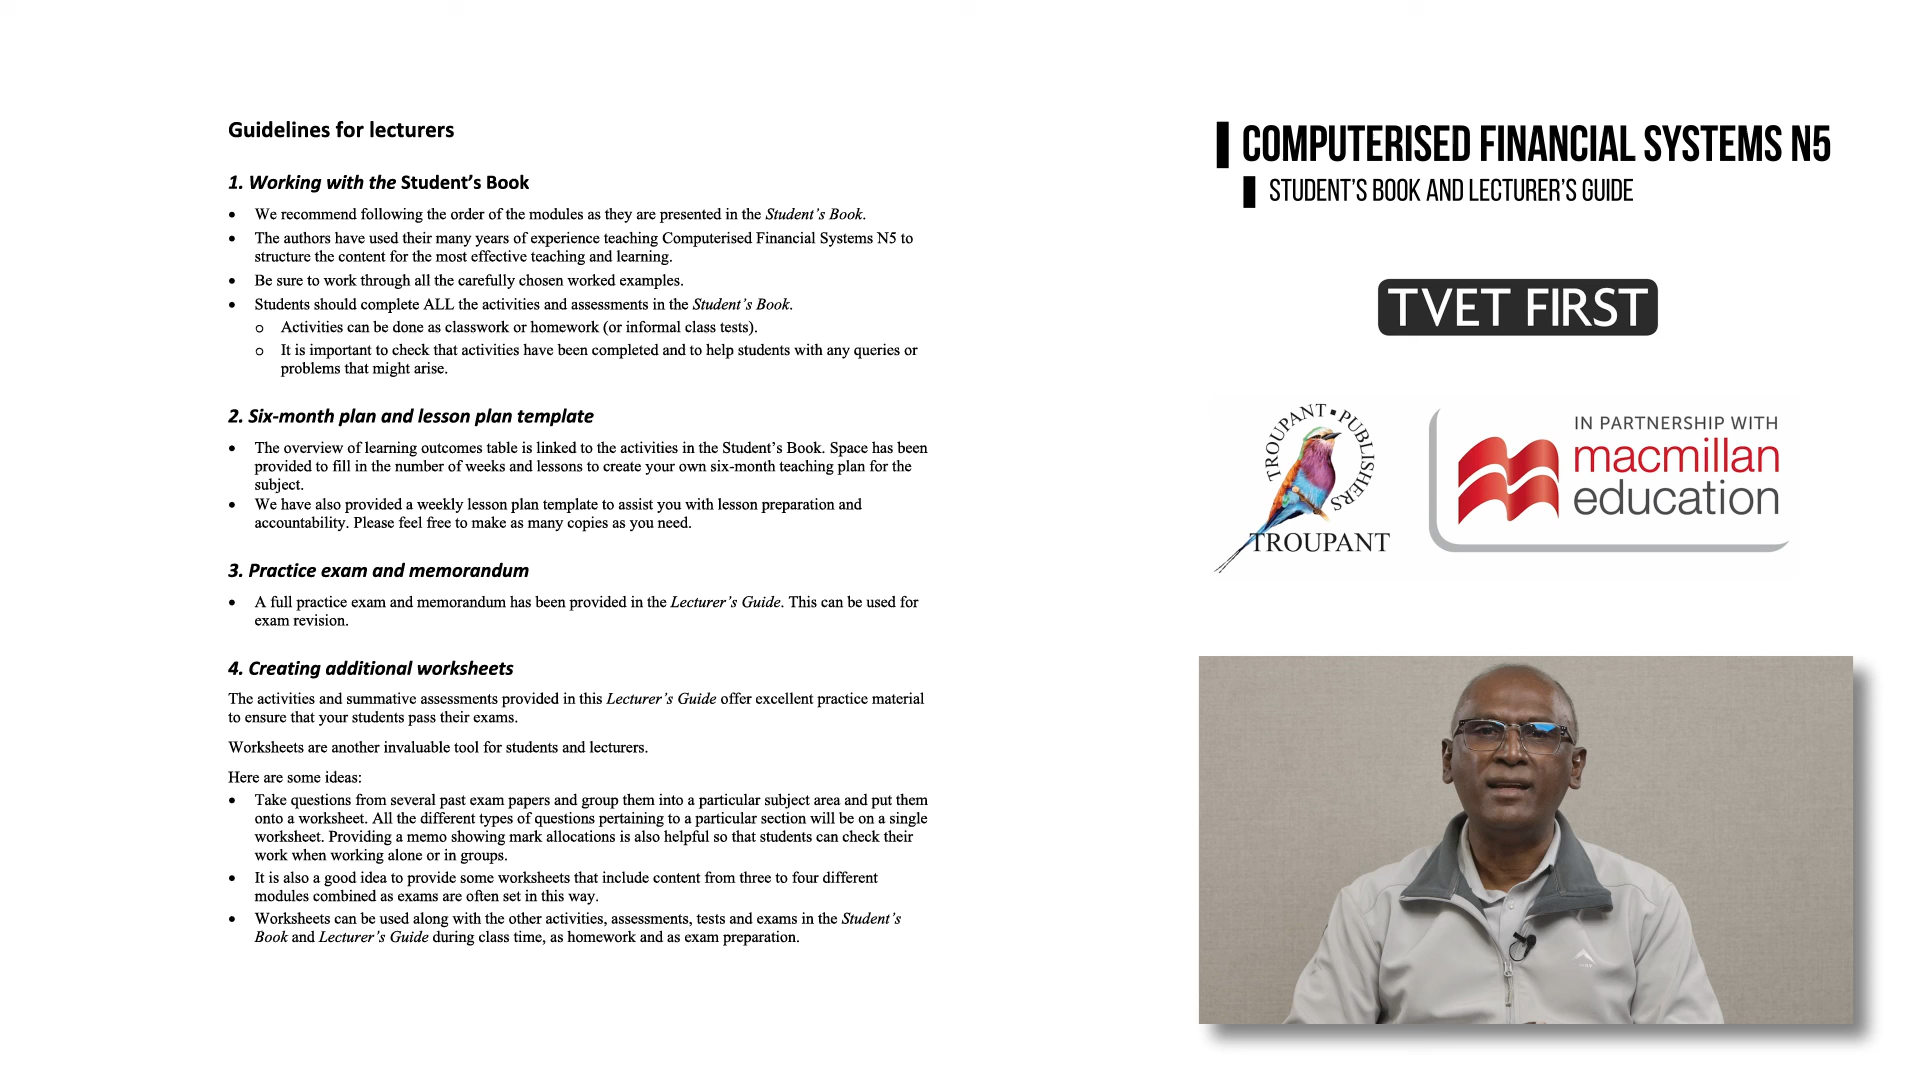 Guidelines for lecturers
1. Working with the Student’s Book
• We recommend following the order of the modules as they are presented in the Student’s Book.
• The authors have used their many years of experience teaching Computerised Financial Systems N5 to
structure the content for the most effective teaching and learning.
• Be sure to work through all the carefully chosen worked examples.
• Students should complete ALL the activities and assessments in the Student’s Book.
o Activities can be done as classwork or homework (or informal class tests).
o It is important to check that activities have been completed and to help students with any queries or
problems that might arise.
2. Six-month plan and lesson plan template
• The overview of learning outcomes table is linked to the activities in the Student’s Book. Space has been
provided to fill in the number of weeks and lessons to create your own six-month teaching plan for the
subject.
• We have also provided a weekly lesson plan template to assist you with lesson preparation and
accountability. Please feel free to make as many copies as you need.
3. Practice exam and memorandum
• A full practice exam and memorandum has been provided in the Lecturer’s Guide. This can be used for
exam revision.
4. Creating additional worksheets
The activities and summative assessments provided in this Lecturer’s Guide offer excellent practice material
to ensure that your students pass their exams.
Worksheets are another invaluable tool for students and lecturers.
Here are some ideas:
• Take questions from several past exam papers and group them into a particular subject area and put them
onto a worksheet. All the different types of questions pertaining to a particular section will be on a single
worksheet. Providing a memo showing mark allocations is also helpful so that students can check their
work when working alone or in groups.
• It is also a good idea to provide some worksheets that include content from three to four different
modules combined as exams are often set in this way.
• Worksheets can be used along with the other activities, assessments, tests and exams in the Student’s
Book and Lecturer’s Guide during class time, as homework and as exam preparation.
COMPUTERISED FINANCIAL SYSTEMS N5
STUDENT’S BOOK AND LECTURER’S GUIDE
TVET FIRST
TROUPANT▪PUBLISHERS
TROUPANT
IN PARTNERSHIP WITH
macmillan
education